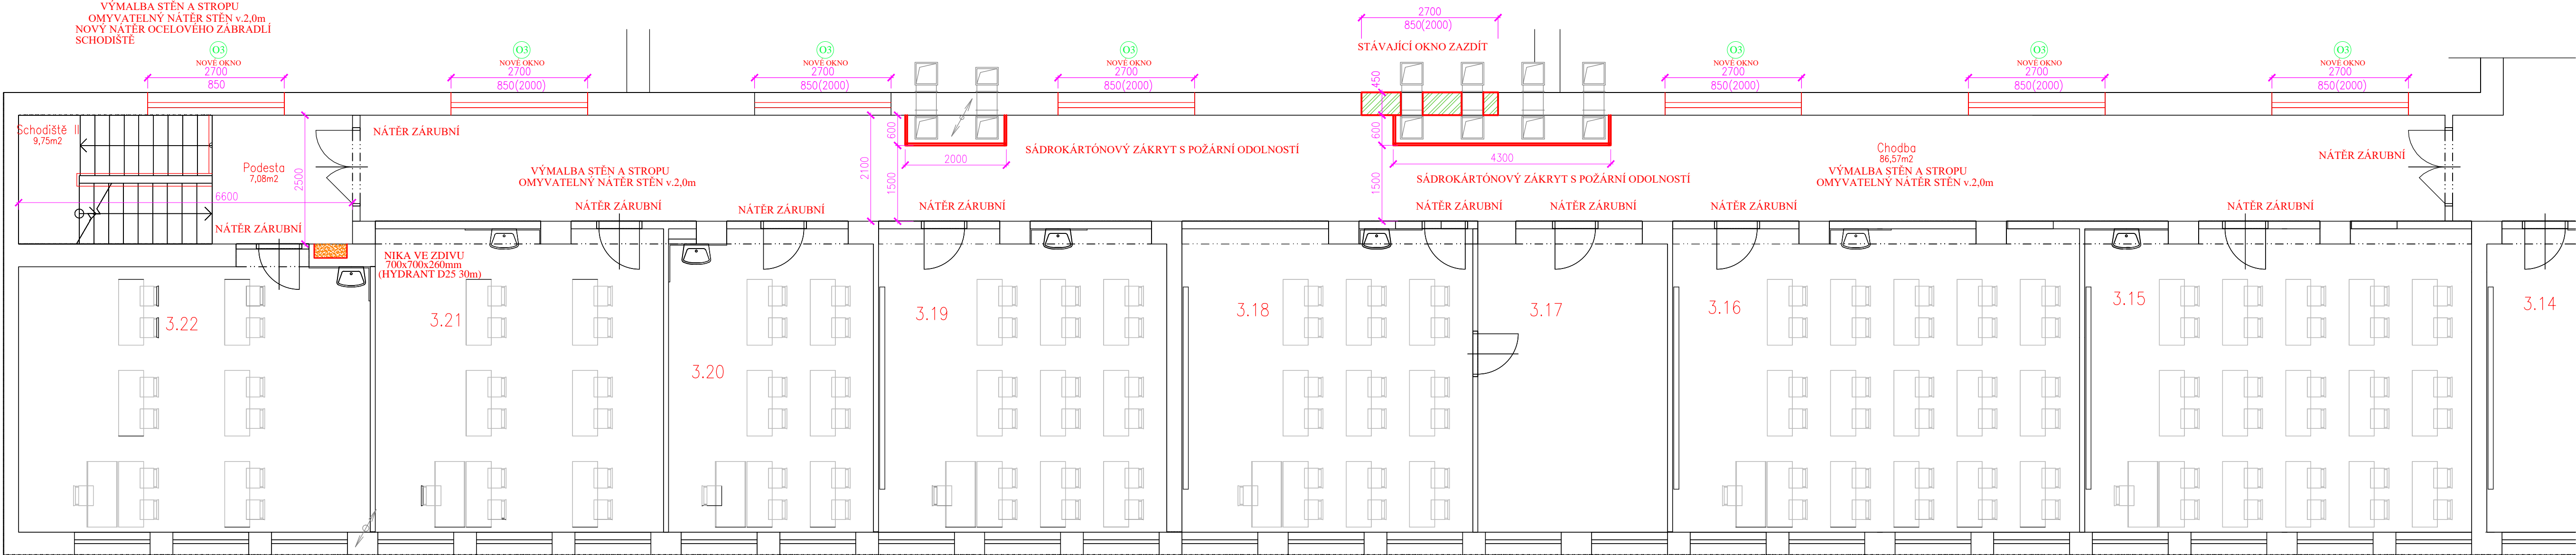 VÝMALBA STĚN A STROPU
OMYVATELNÝ NÁTĚR STĚN v.2,0m
NOVÝ NÁTĚR OCELOVÉHO ZÁBRADLÍ
SCHODIŠTĚ
O3
NOVÉ OKNO
2700
850
O3
NOVÉ OKNO
2700
850(2000)
O3
NOVÉ OKNO
2700
850(2000)
O3
NOVÉ OKNO
2700
850(2000)
2700
850(2000)
STÁVAJÍCÍ OKNO ZAZDÍT
450
O3
NOVÉ OKNO
2700
850(2000)
O3
NOVÉ OKNO
2700
850(2000)
O3
NOVÉ OKNO
2700
850(2000)
Schodiště II
9,75m2
Podesta
7,08m2
6600
2500
NÁTĚR ZÁRUBNÍ
NÁTĚR ZÁRUBNÍ
VÝMALBA STĚN A STROPU
OMYVATELNÝ NÁTĚR STĚN v.2,0m
2100
600
1500
2000
SÁDROKÁRTÓNOVÝ ZÁKRYT S POŽÁRNÍ ODOLNOSTÍ
600
1500
4300
SÁDROKÁRTÓNOVÝ ZÁKRYT S POŽÁRNÍ ODOLNOSTÍ
Chodba
86,57m2
VÝMALBA STĚN A STROPU
OMYVATELNÝ NÁTĚR STĚN v.2,0m
NÁTĚR ZÁRUBNÍ
NÁTĚR ZÁRUBNÍ
NÁTĚR ZÁRUBNÍ
NÁTĚR ZÁRUBNÍ
NÁTĚR ZÁRUBNÍ
NÁTĚR ZÁRUBNÍ
NÁTĚR ZÁRUBNÍ
NÁTĚR ZÁRUBNÍ
NIKA VE ZDIVU
700x700x260mm
(HYDRANT D25 30m)
3.22
3.21
3.20
3.19
3.18
3.17
3.16
3.15
3.14